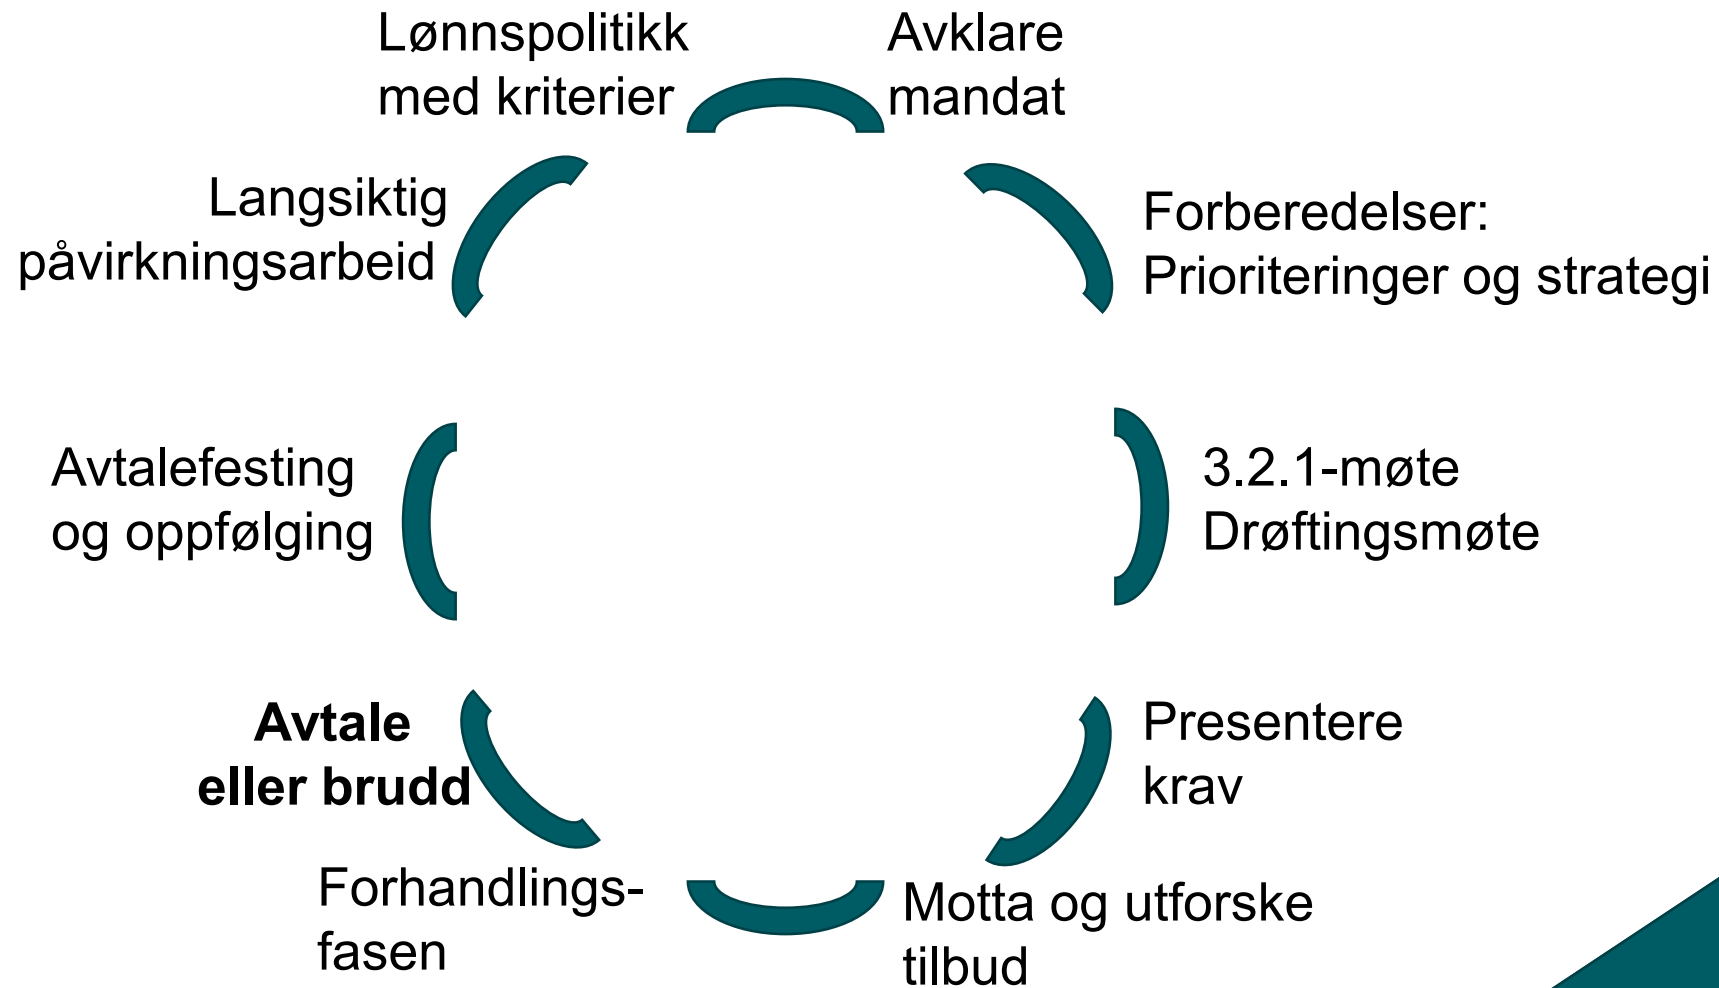 Lønnspolitikk
med kriterier
Avklare
mandat
Forberedelser:
Prioriteringer og strategi
3.2.1-møte
Drøftingsmøte
Presentere
krav
Motta og utforske
tilbud
Forhandlings-
fasen
Avtale
eller brudd
Avtalefesting
og oppfølging
Langsiktig
påvirkningsarbeid